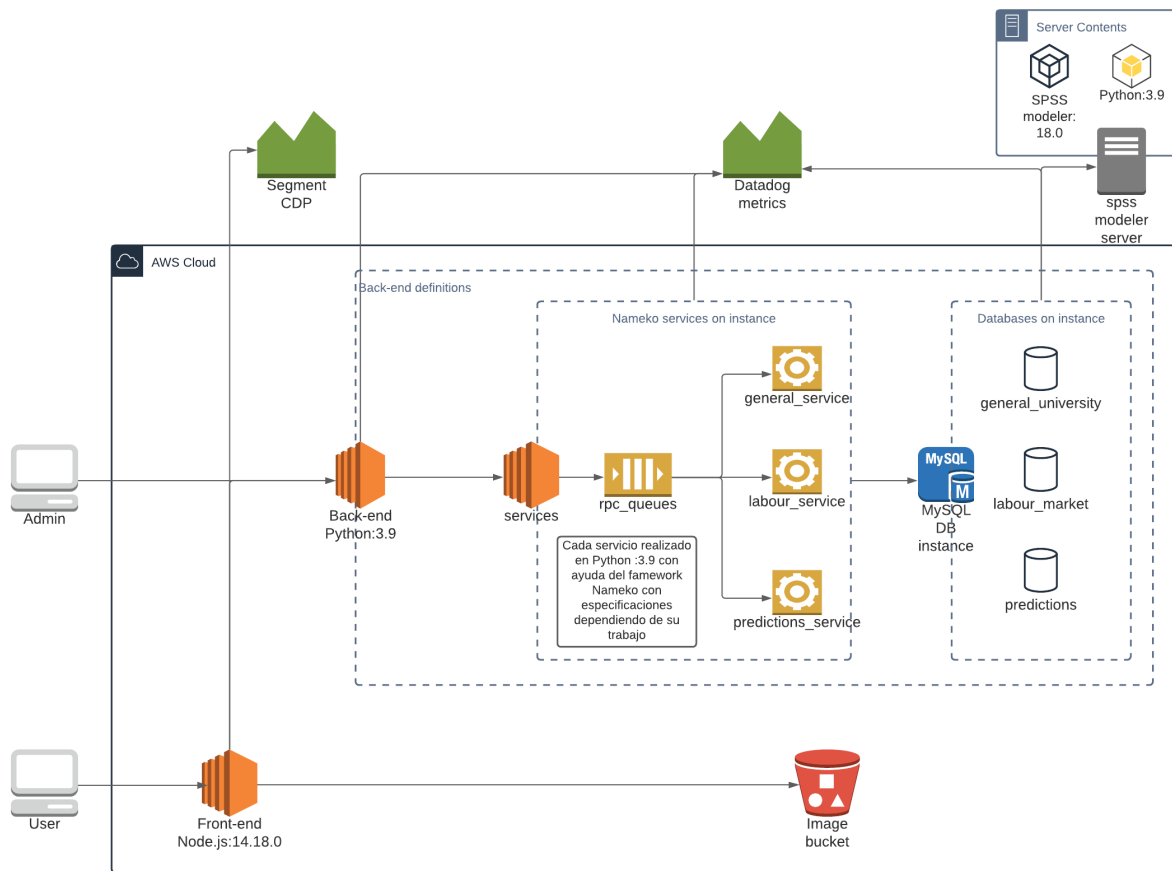 Server Contents
SPSS
modeler:
18.0
Python:3.9
Segment
CDP
Datadog
metrics
spss
modeler
server
AWS Cloud
Back-end definitions
Nameko services on instance
Databases on instance
general_service
general_university
Admin
Back-end
Python:3.9
services
rpc_queues
labour_service
MySQL
M
MySQL
DB
instance
labour_market
Cada servicio realizado
en Python :3.9 con
ayuda del famework
Nameko con
especificaciones
dependiendo de su
trabajo
predictions_service
predictions
User
Front-end
Node.js:14.18.0
Image
bucket